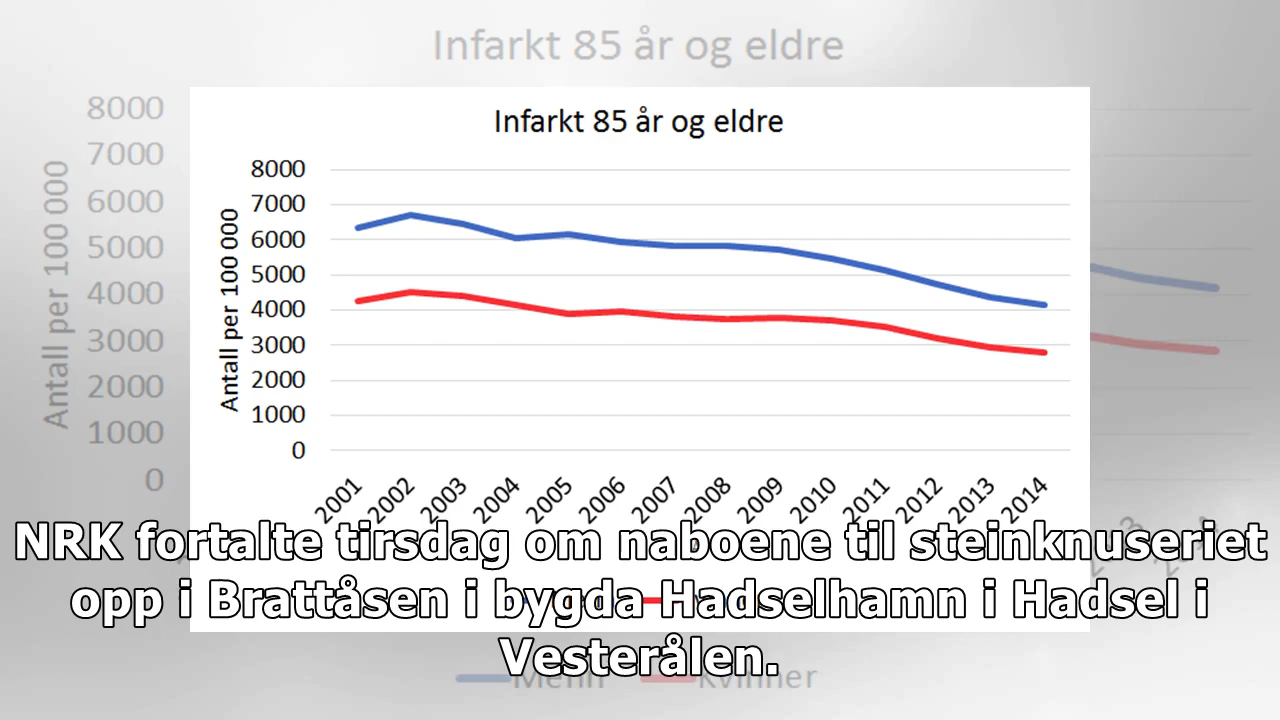 Infarkt 85 år og eldre
8000
7000
6000
5000
4000
3000
2000
1000
0
Antall per 100 000
Infarkt 85 år og eldre
8000
7000
6000
5000
4000
3000
2000
1000
0
Antall per 100 000
2001 2002 2003 2004 2005 2006 2007 2008 2009 2010 2011 2012 2013 2014
NRK fortalte tirsdag om naboene til steinknuseriet
opp i Brattåsen i bygda Hadselhamn i Hadsel i
Vesterålen.
Menn Kvinner